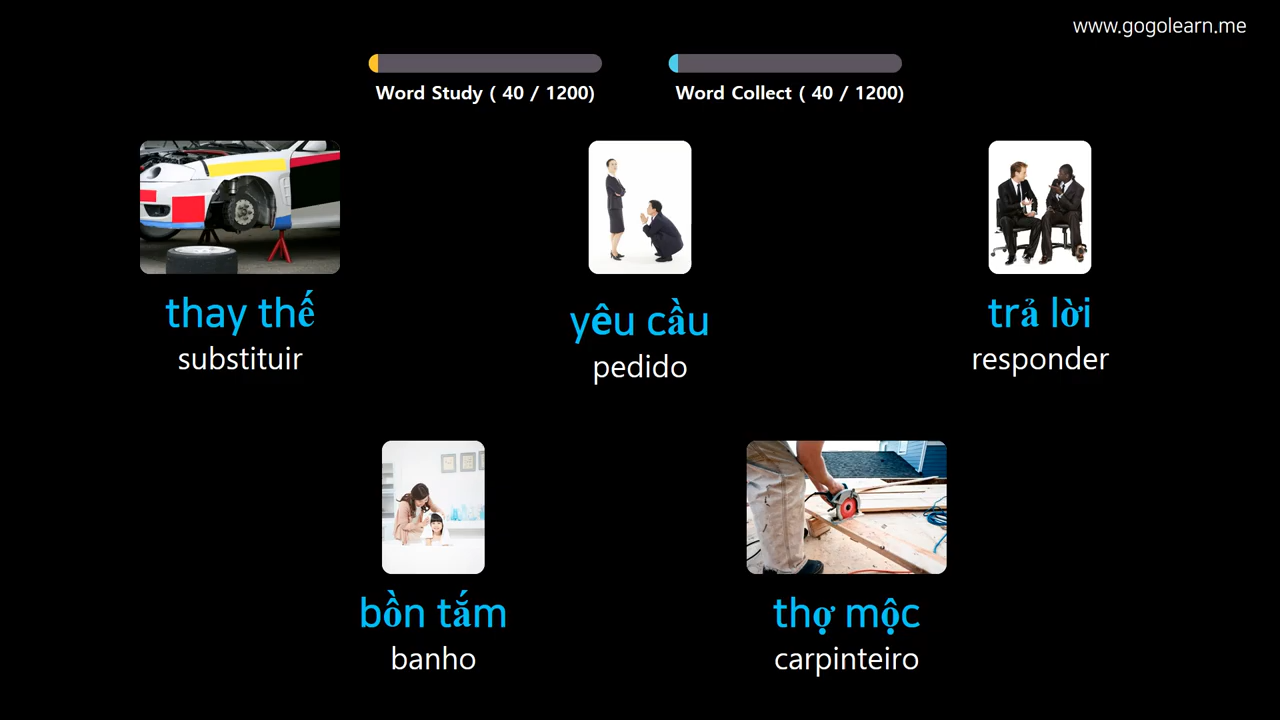 www.gogolearn.me
Word Study ( 40 / 1200)
Word Collect ( 40 / 1200)
thay thế
substituir
yêu cầu
pedido
trả lời
responder
bồn tắm
banho
thợ mộc
carpinteiro